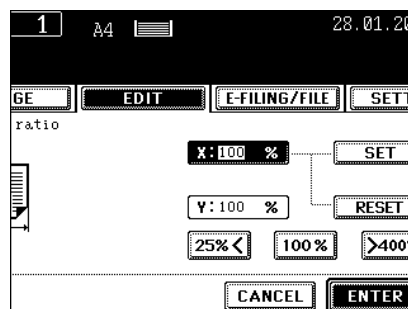 1 A4 28.01.20
GE EDIT E-FILING/FILE SETT
ratio
X:100 % SET
Y:100 % RESET
25%< 100% >400%
CANCEL ENTER